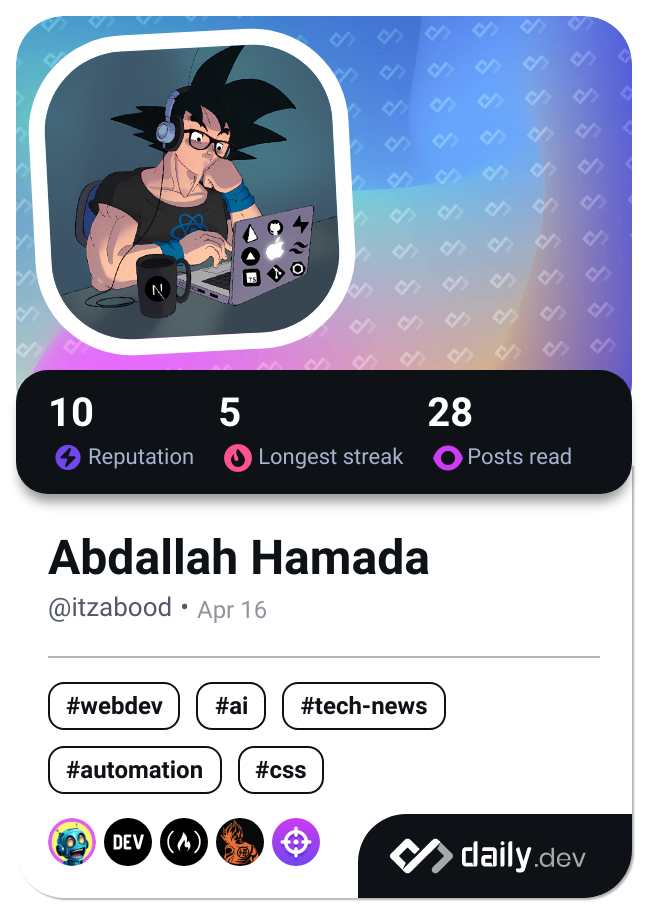 N
TS
10 5 28
Reputation Longest streak Posts read
Abdallah Hamada
@itzabood • Apr 16
#webdev #ai #tech-news
#automation #css
DEV
daily.dev